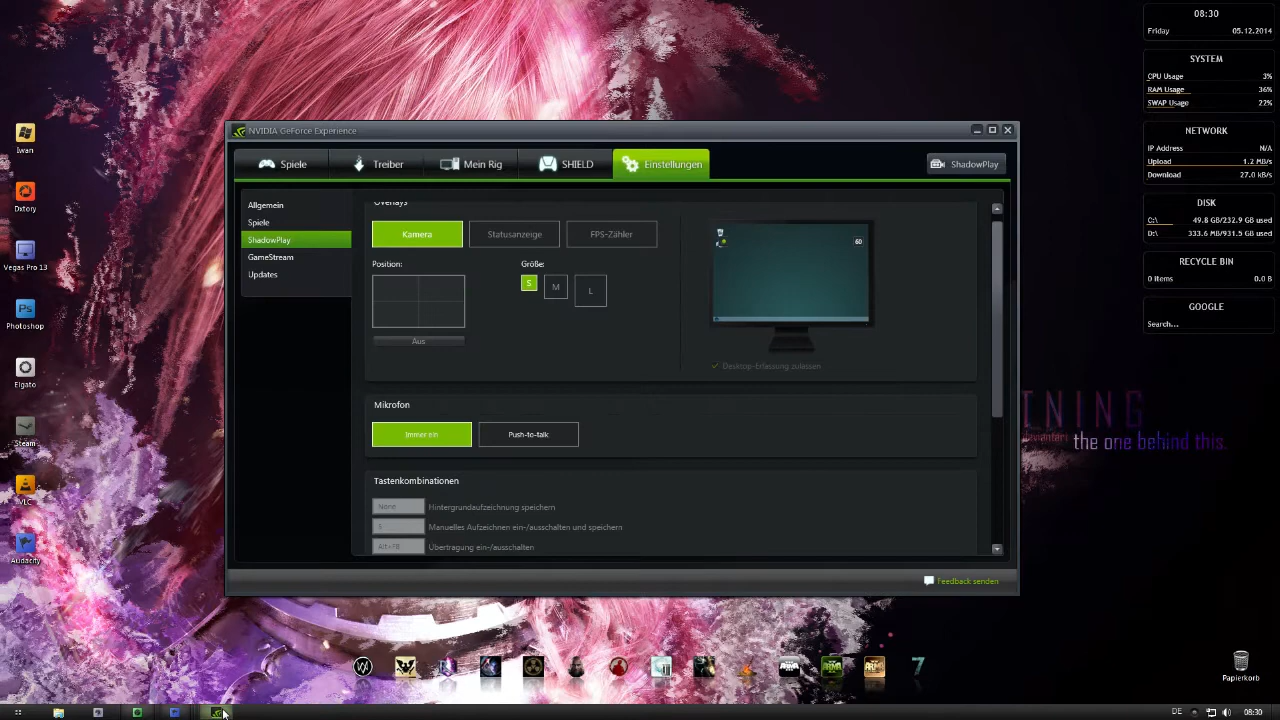 NVIDIA GeForce Experience
Spiele
Treiber
Mein Rig
SHIELD
Einstellungen
ShadowPlay
Allgemein
Spiele
ShadowPlay
GameStream
Updates
Overlays
Kamera
Statusanzeige
FPS-Zähler
Position:
Größe:
S
M
L
Aus
60
Desktop-Erfassung zulassen
Mikrofon
Immer ein
Push-to-talk
Tastenkombinationen
None
Hintergrundaufzeichnung speichern
Manuelles Aufzeichnen ein-/ausschalten und speichern
Alt+F8
Übertragung ein-/ausschalten
Feedback senden
Iwan
Dxtory
Vegas Pro 13
Photoshop
Elgato
Steam
VLC
Audacity
08:30
Friday
05.12.2014
SYSTEM
CPU Usage
3%
RAM Usage
36%
SWAP Usage
22%
NETWORK
IP Address
N/A
Upload
1.2 MB/s
Download
27.0 kB/s
DISK
C:\
49.8 GB/232.9 GB used
D:\
333.6 MB/931.5 GB used
RECYCLE BIN
0 Items
0.0 B
GOOGLE
Search...
TNING
the one behind this.
ARMA
ARMA
ARMA
7
Papierkorb
DE
08:30